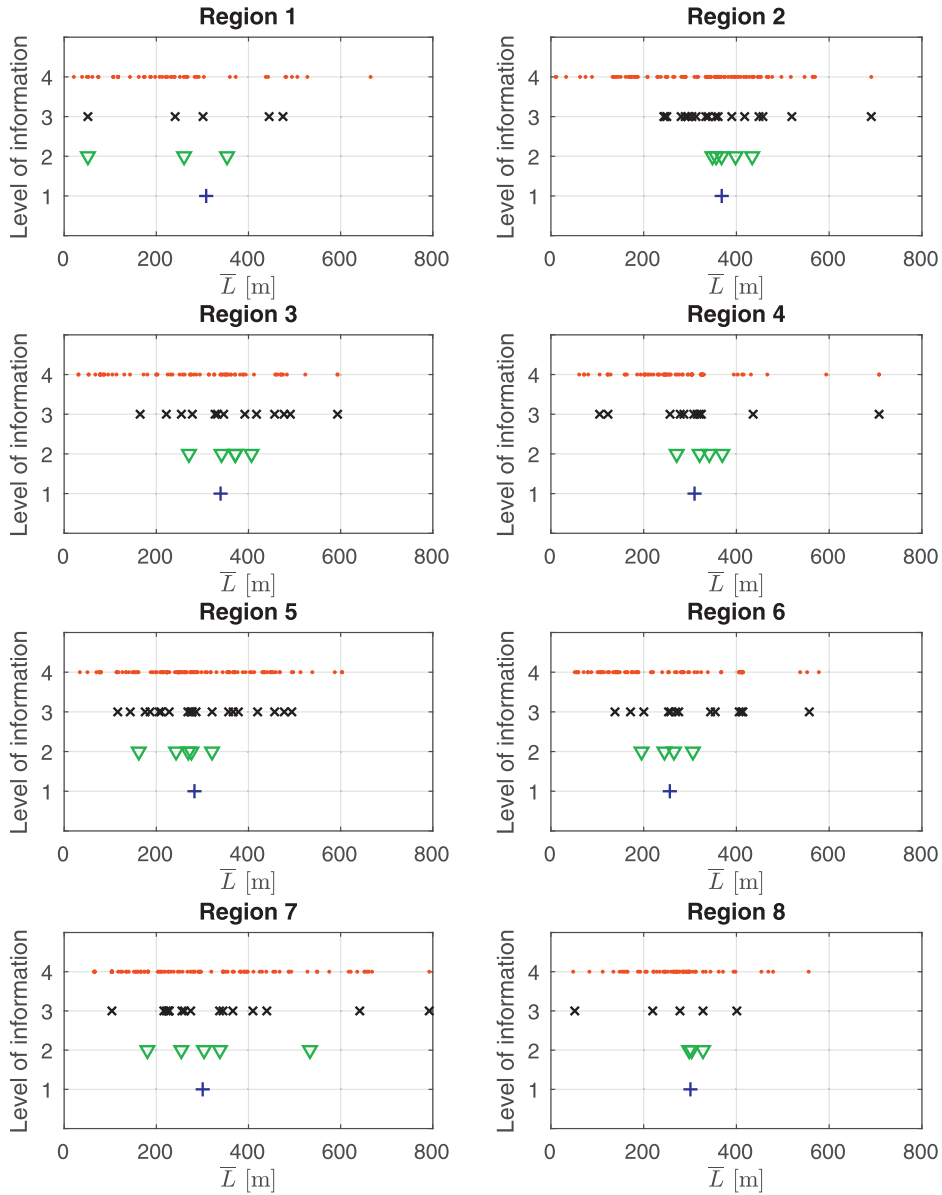 Region 1
Level of information
4
3
2
1
0 200 400 600 800
L̅ [m]
Region 2
Level of information
4
3
2
1
0 200 400 600 800
L̅ [m]
Region 3
Level of information
4
3
2
1
0 200 400 600 800
L̅ [m]
Region 4
Level of information
4
3
2
1
0 200 400 600 800
L̅ [m]
Region 5
Level of information
4
3
2
1
0 200 400 600 800
L̅ [m]
Region 6
Level of information
4
3
2
1
0 200 400 600 800
L̅ [m]
Region 7
Level of information
4
3
2
1
0 200 400 600 800
L̅ [m]
Region 8
Level of information
4
3
2
1
0 200 400 600 800
L̅ [m]